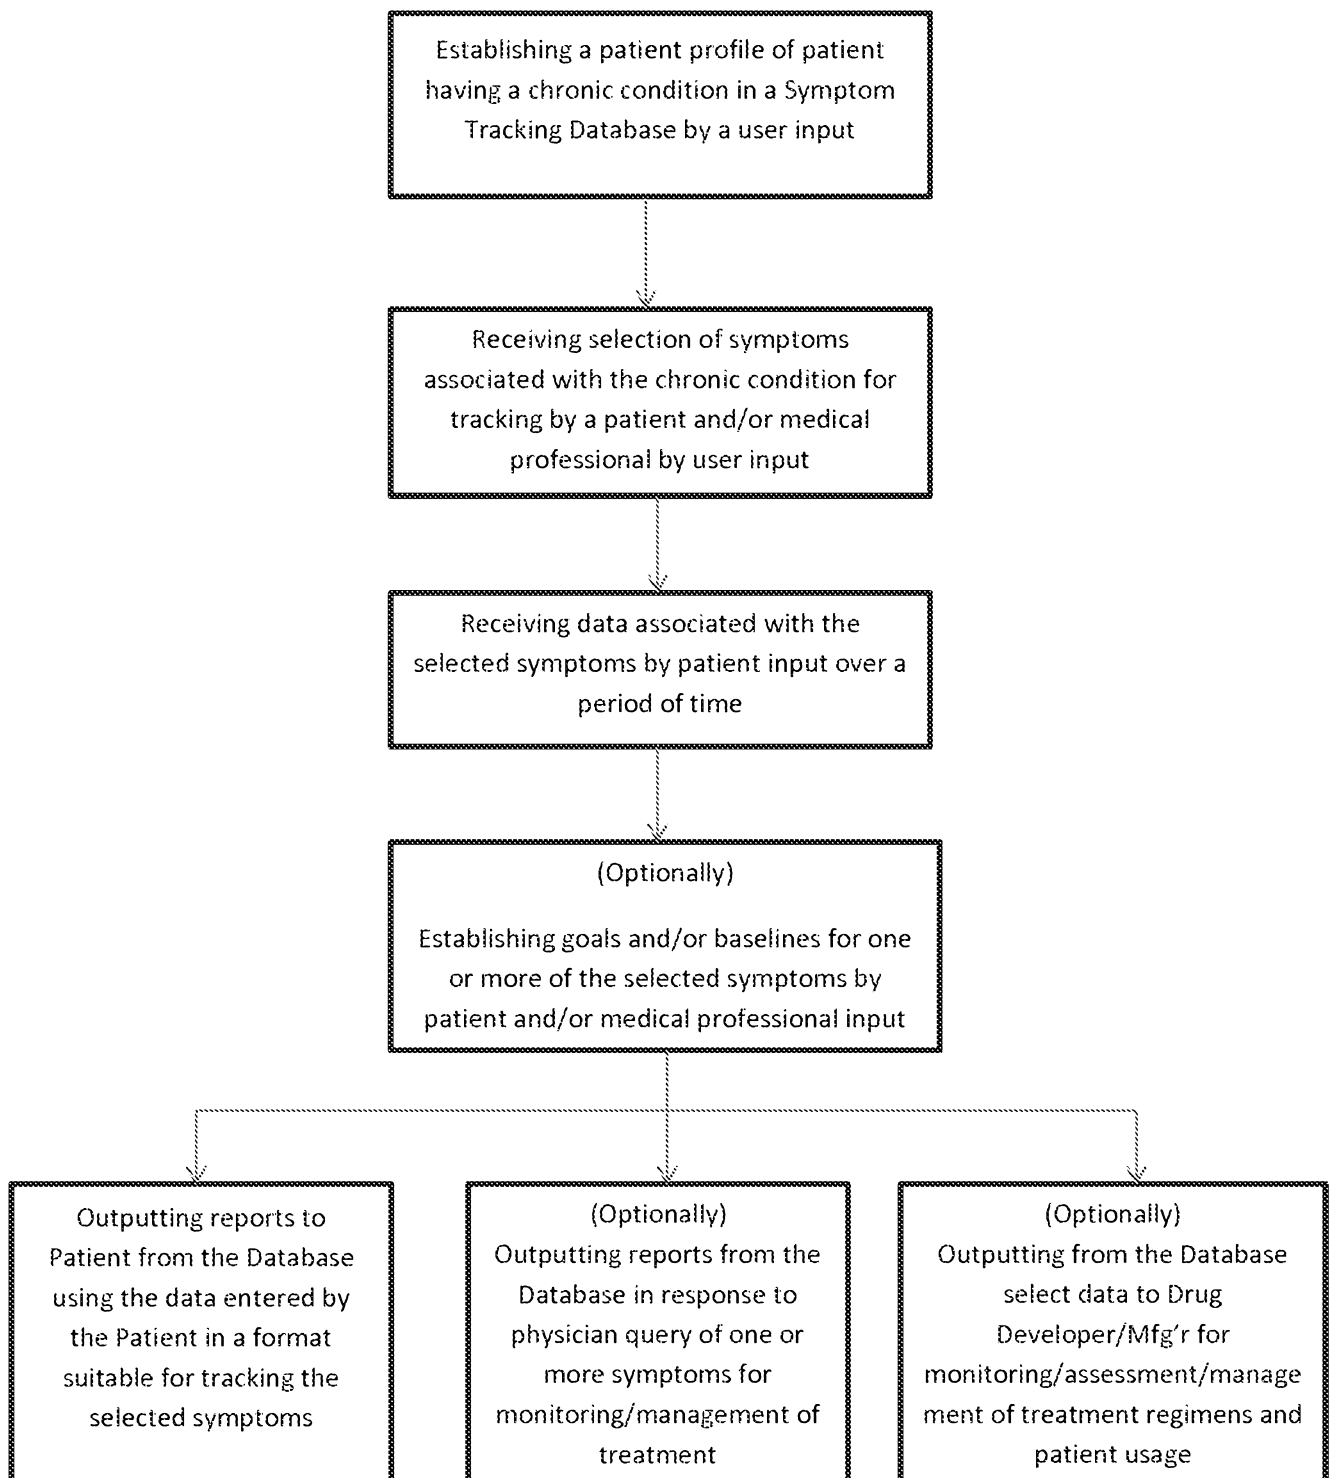 Establishing a patient profile of patient
having a chronic condition in a Symptom
Tracking Database by a user input
Receiving selection of symptoms
associated with the chronic condition for
tracking by a patient and/or medical
professional by user input
Receiving data associated with the
selected symptoms by patient input over a
period of time
(Optionally)
Establishing goals and/or baselines for one
or more of the selected symptoms by
patient and/or medical professional input
Outputting reports to
Patient from the Database
using the data entered by
the Patient in a format
suitable for tracking the
selected symptoms
(Optionally)
Outputting reports from the
Database in response to
physician query of one or
more symptoms for
monitoring/management of
treatment
(Optionally)
Outputting from the Database
select data to Drug
Developer/Mfg'r for
monitoring/assessment/manage
ment of treatment regimens and
patient usage